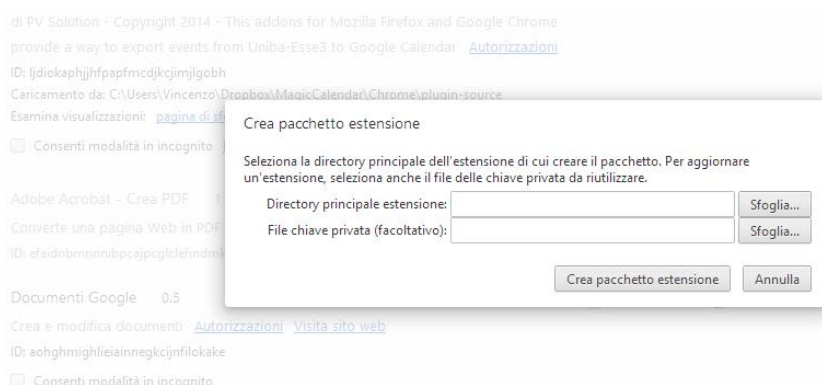 di PV Solution - Copyright 2014 - This addons for Mozilla Firefox and Google Chrome
provide a way to export events from Uniba-Esse3 to Google Calendar Autorizzazioni
ID: ljdiokaphjjhfpapfmcdjkcjimjlgobh
Caricamento da: C:\Users\Vincenzo\Dropbox\MagicCalendar\Chrome\plugin-source
Esamina visualizzazioni: pagina di
Consenti modalità in incognito
Crea pacchetto estensione
Seleziona la directory principale dell'estensione di cui creare il pacchetto. Per aggiornare
un'estensione, seleziona anche il file delle chiave privata da riutilizzare.
Directory principale estensione: Sfoglia...
File chiave privata (facoltativo): Sfoglia...
Crea pacchetto estensione Annulla
Adobe Acrobat - Crea PDF
Converte una pagina Web in PDF
Documenti Google 0.5
Crea e modifica documenti Autorizzazioni Visita sito web
ID: aohghmighlieiainnegkcijnfilokake
Consenti modalità in incognito